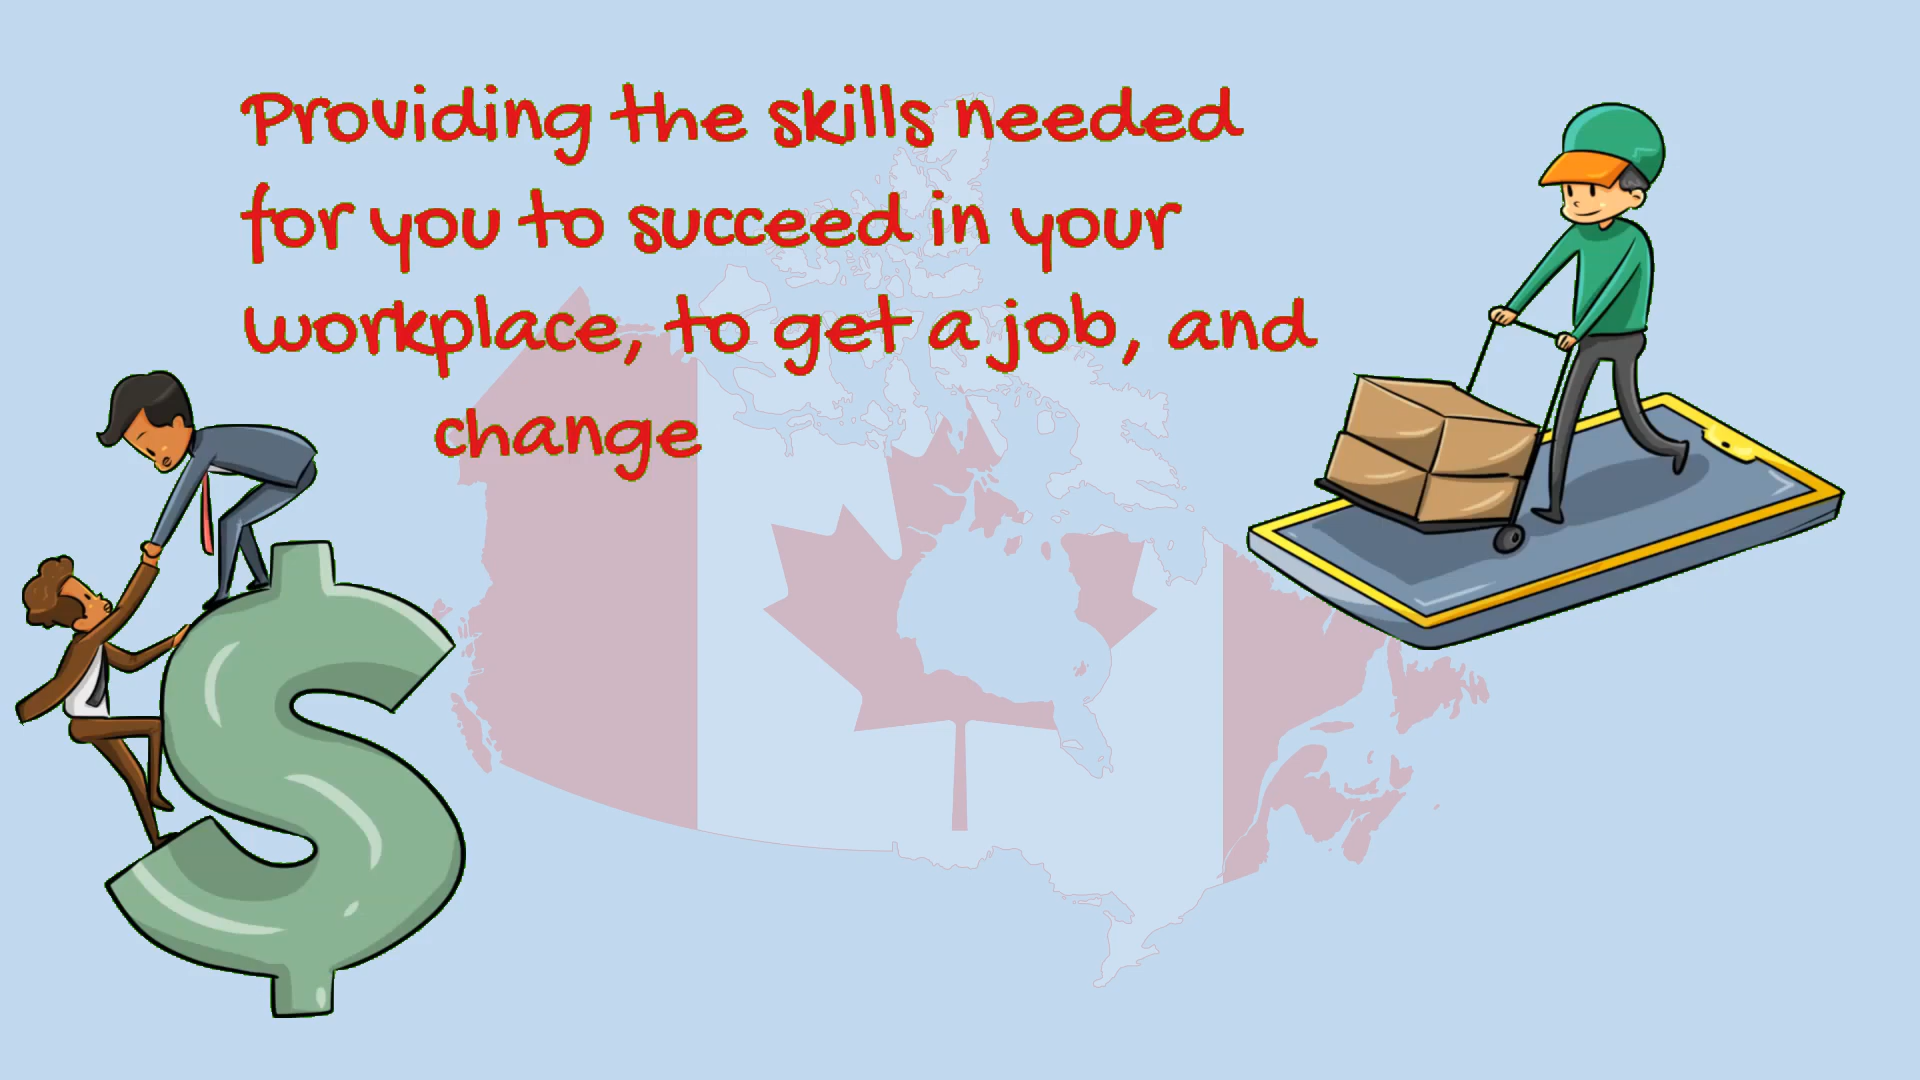 Providing the skills needed
for you to succeed in your
workplace, to get a job, and
change